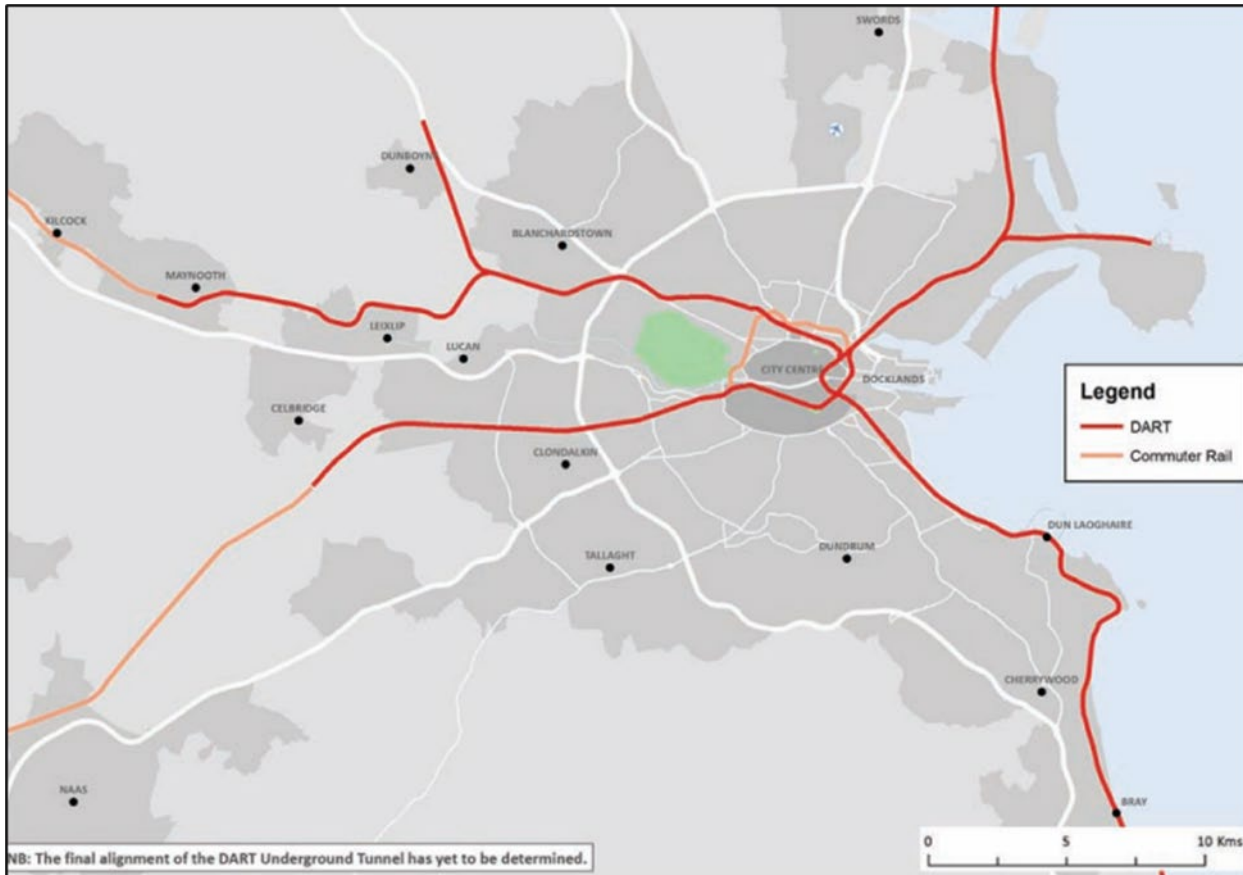 SWORDS
DUNBOYNE
KILCOCK
BLANCHARDSTOWN
MAYNOOTH
LEIXLIP
LUCAN
CITY CENTRE
DOCKLANDS
CELBRIDGE
CLONDALKIN
Legend
DART
Commuter Rail
DUN LAOGHAIRE
TALLAGHT
DUNDRUM
CHERRYWOOD
NAAS
BRAY
0 5 10 Kms
NB: The final alignment of the DART Underground Tunnel has yet to be determined.